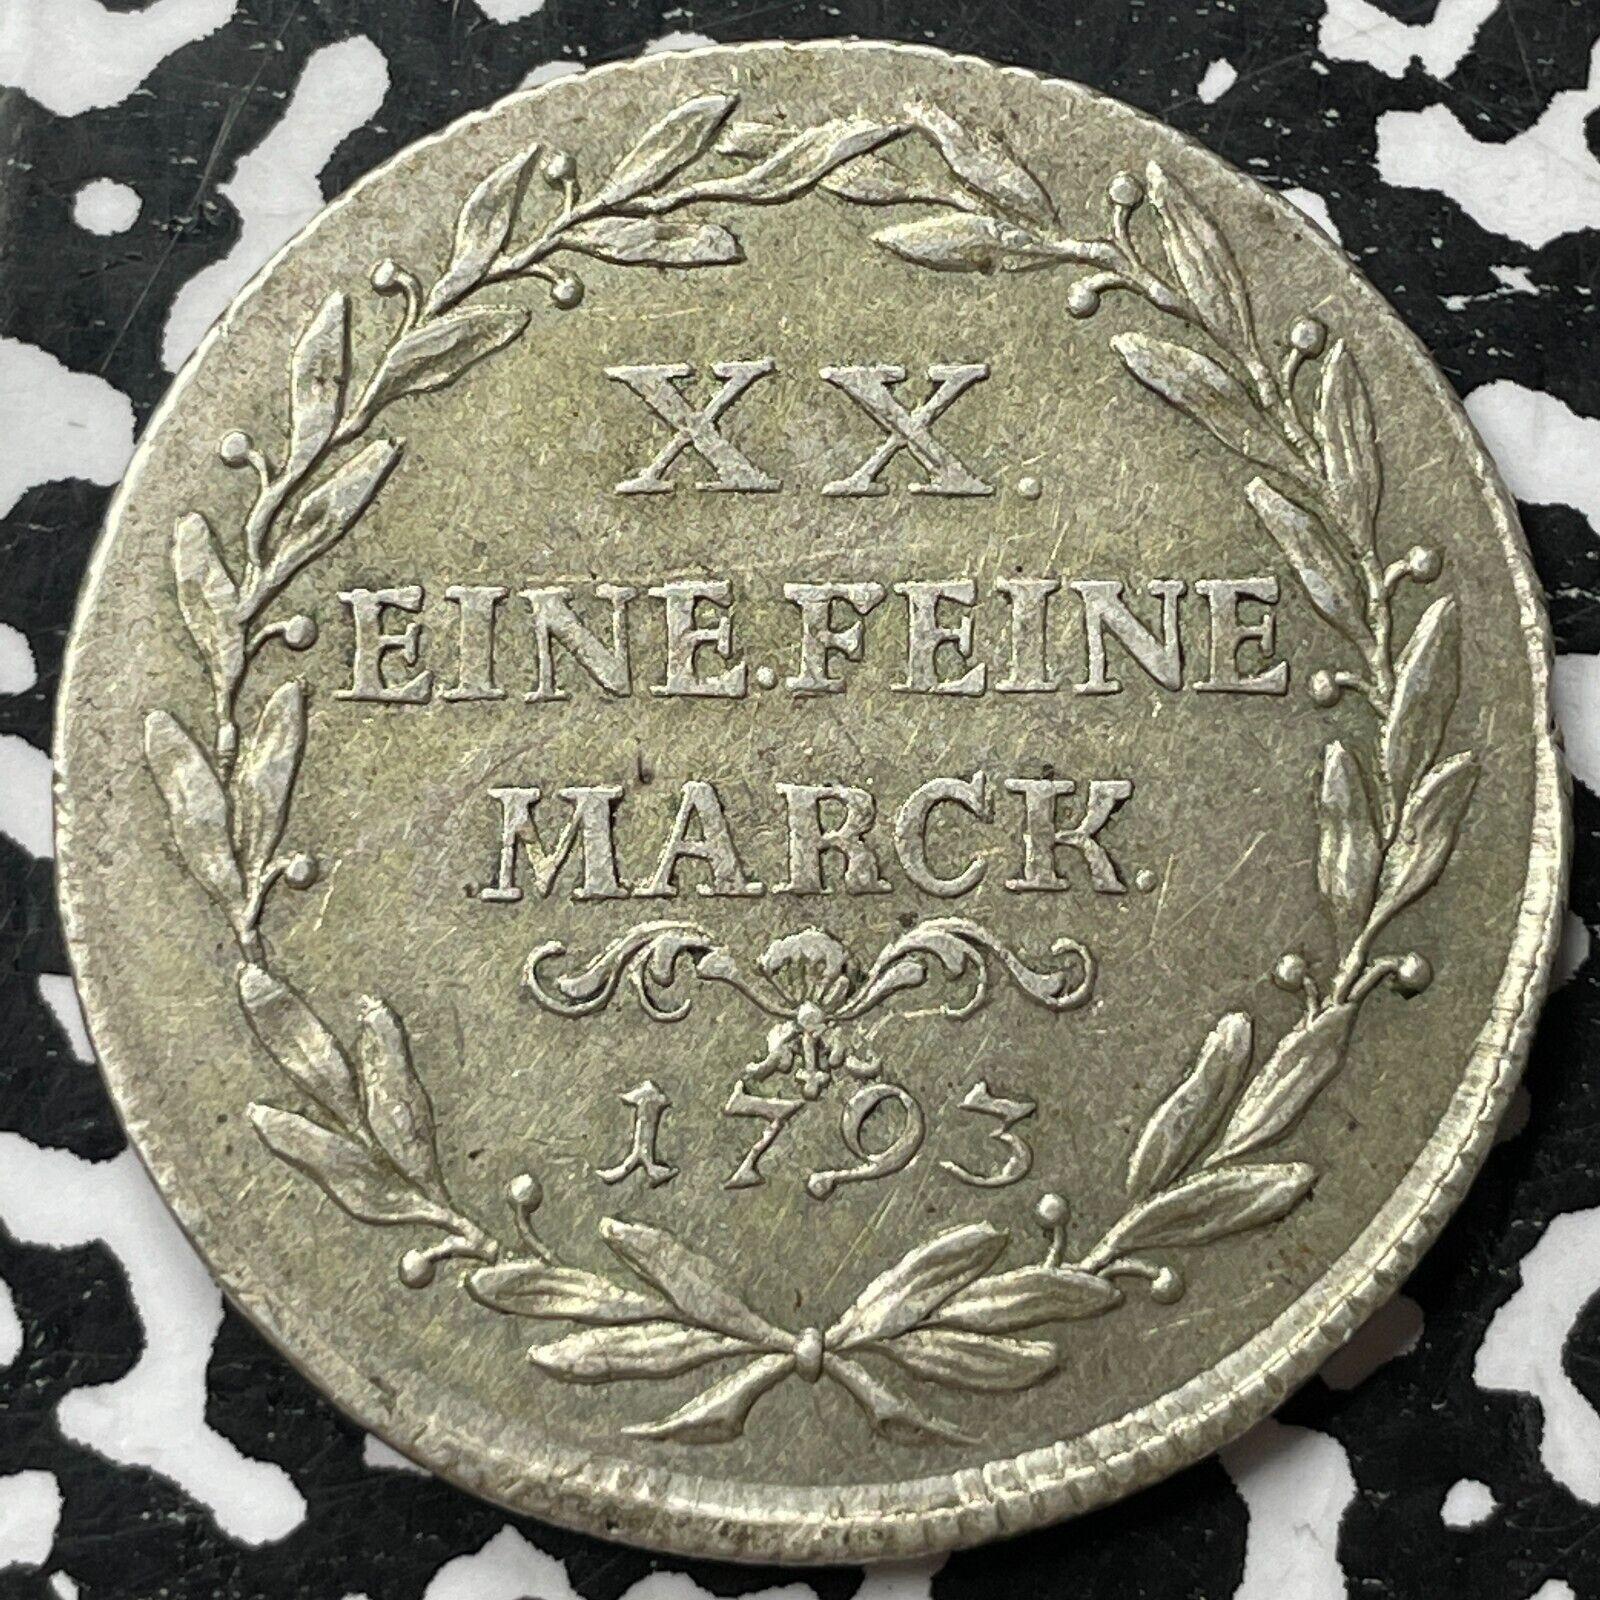 XX.
EINE.FEINE.
MARCK.
1793